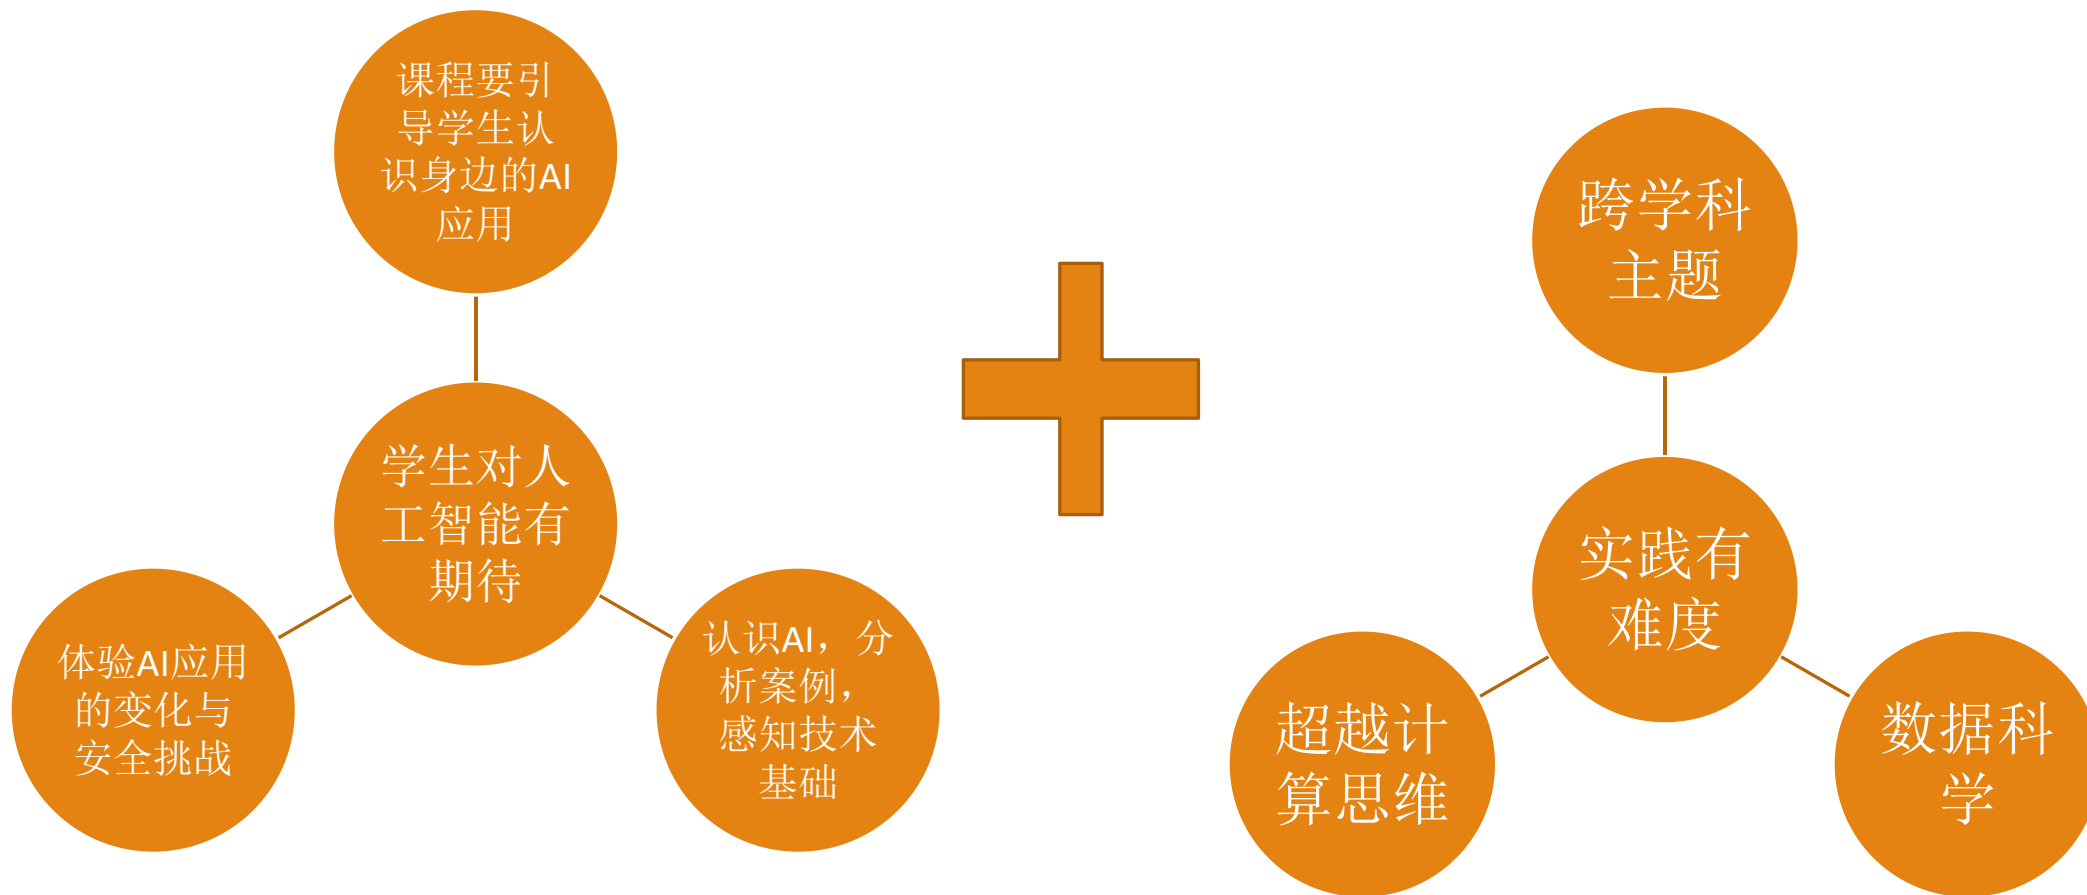 课程要引
导学生认
识身边的AI
应用
学生对人
工智能有
期待
体验AI应用
的变化与
安全挑战
认识AI，分
析案例，
感知技术
基础
跨学科
主题
实践有
难度
超越计
算思维
数据科
学